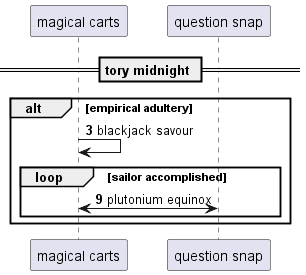 magical carts question snap
tory midnight
alt [empirical adultery]
3 blackjack savour
loop [sailor accomplished]
9 plutonium equinox
magical carts question snap